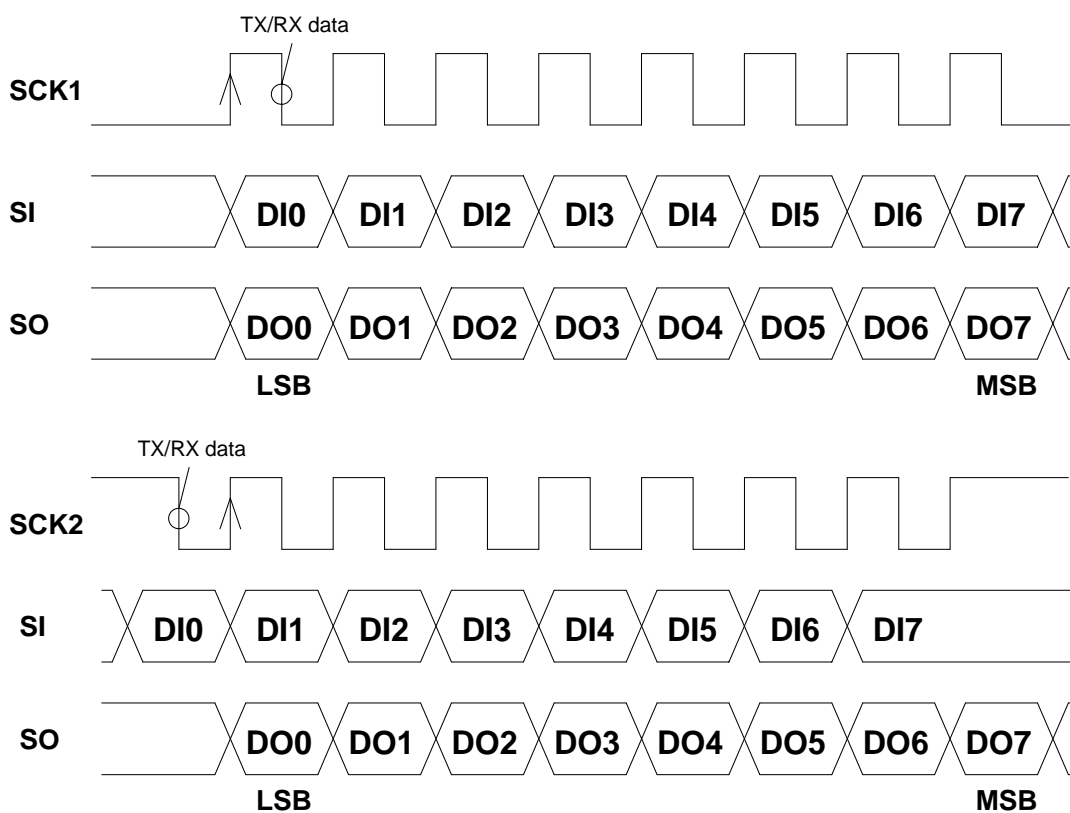 TX/RX data
SCK1
SI DI0 DI1 DI2 DI3 DI4 DI5 DI6 DI7
SO DO0 DO1 DO2 DO3 DO4 DO5 DO6 DO7
LSB MSB
TX/RX data
SCK2
SI DI0 DI1 DI2 DI3 DI4 DI5 DI6 DI7
SO DO0 DO1 DO2 DO3 DO4 DO5 DO6 DO7
LSB MSB